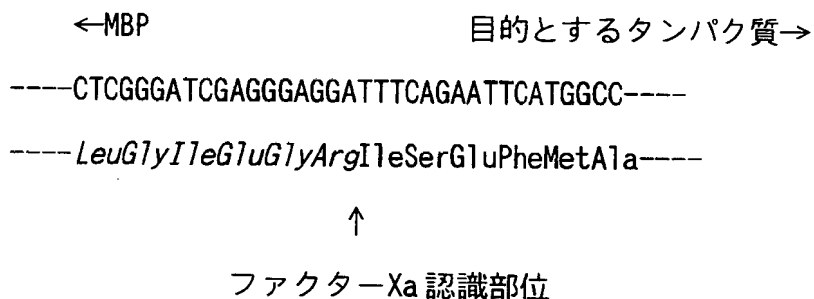 ←MBP 目的とするタンパク質→
----CTCGGGATCGAGGGAGGATTTCAGAATTCATGGCC----
----LeuGlyIleGluGlyArgIleSerGluPheMetAla----
↑
ファクターXa認識部位